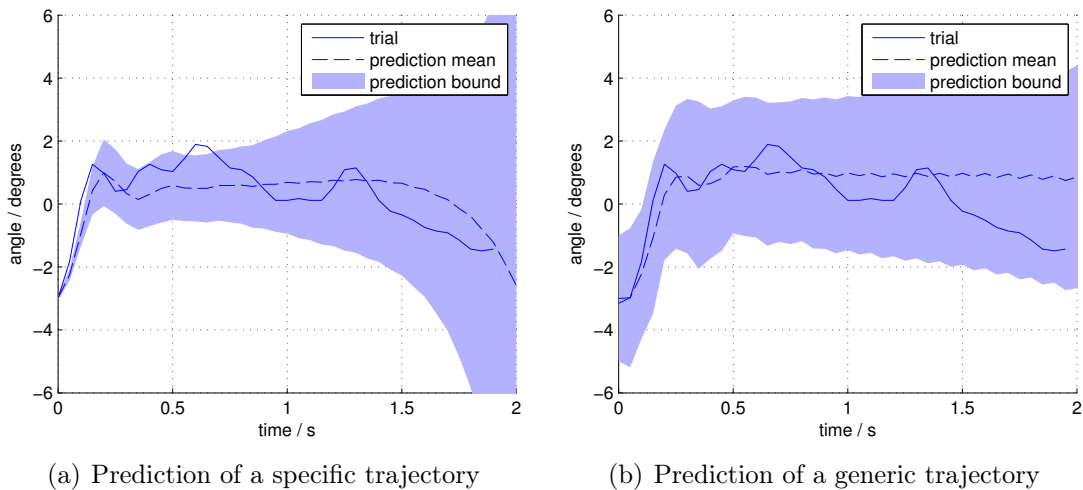 6
4
2
0
−2
−4
−6
0
0.5
1
1.5
2
angle / degrees
time / s
trial
prediction mean
prediction bound
(a) Prediction of a specific trajectory
6
4
2
0
−2
−4
−6
0
0.5
1
1.5
2
angle / degrees
time / s
trial
prediction mean
prediction bound
(b) Prediction of a generic trajectory